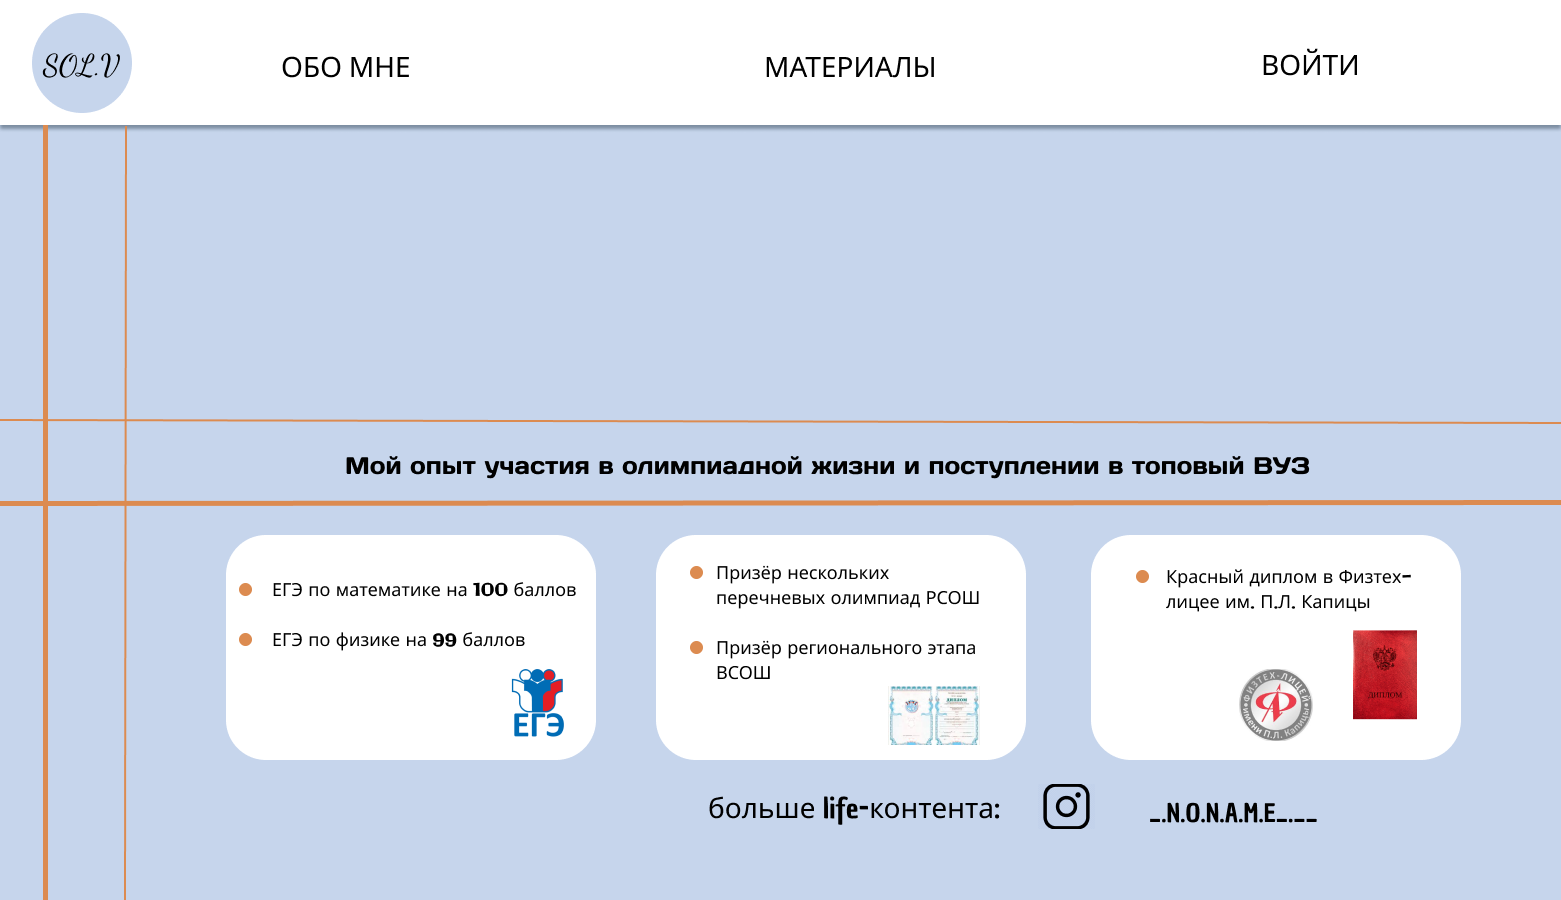 SOL.V
ОБО МНЕ
МАТЕРИАЛЫ
ВОЙТИ
Мой опыт участия в олимпиадной жизни и поступлении в топовый ВУЗ
ЕГЭ по математике на 100 баллов
ЕГЭ по физике на 99 баллов
ЕГЭ
Призёр нескольких
перечневых олимпиад РСОШ
Призёр регионального этапа
ВСОШ
ДИПЛОМ
Красный диплом в Физтех-
лицее им. П.Л. Капицы
ФИЗТЕХ-ЛИЦЕЙ
имени П.Л. Капицы
ДИПЛОМ
больше life-контента:
_.N.O.N.A.M.E_.__